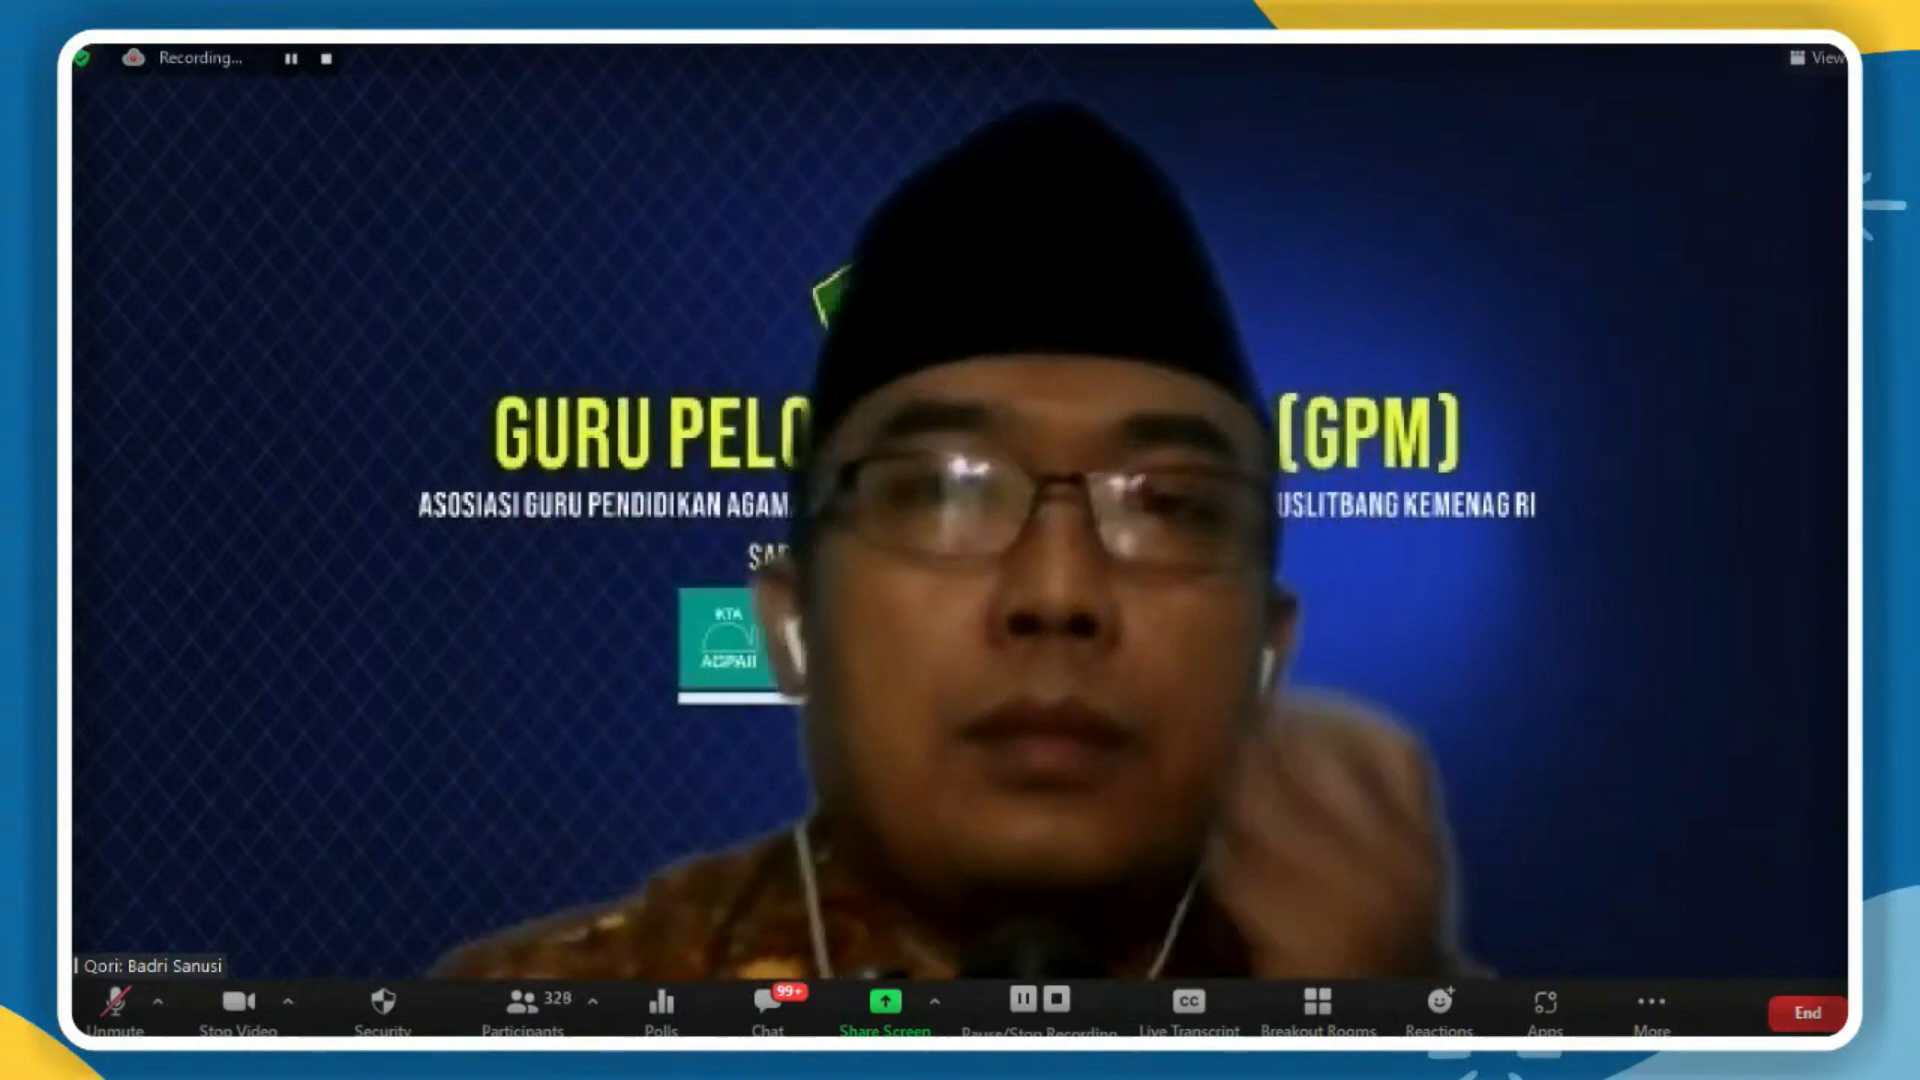 Recording...
View
GURU PELO
(GPM)
ASOSIASI GURU PENDIDIKAN AGAM
USLITBANG KEMENAG RI
KTA
AGPAII
Qori: Badri Sanusi
328
99+
CC
Unmute
Stop Video
Security
Participants
Polls
Chat
Share Screen
Pause/Stop Recording
Live Transcript
Breakout Rooms
Reactions
Apps
More
End